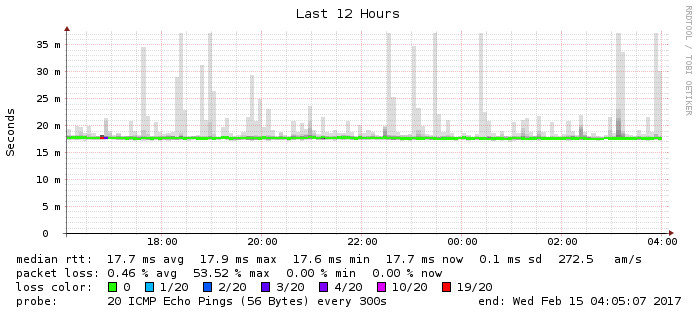 Last 12 Hours
RRDTOOL / TOBI OETIKER
Seconds
35 m
30 m
25 m
20 m
15 m
10 m
5 m
0
18:00 20:00 22:00 00:00 02:00 04:00
median rtt: 17.7 ms avg 17.9 ms max 17.6 ms min 17.7 ms now 0.1 ms sd 272.5 am/s
packet loss: 0.46 % avg 53.52 % max 0.00 % min 0.00 % now
loss color: 0 1/20 2/20 3/20 4/20 10/20 19/20
probe: 20 ICMP Echo Pings (56 Bytes) every 300s end: Wed Feb 15 04:05:07 2017